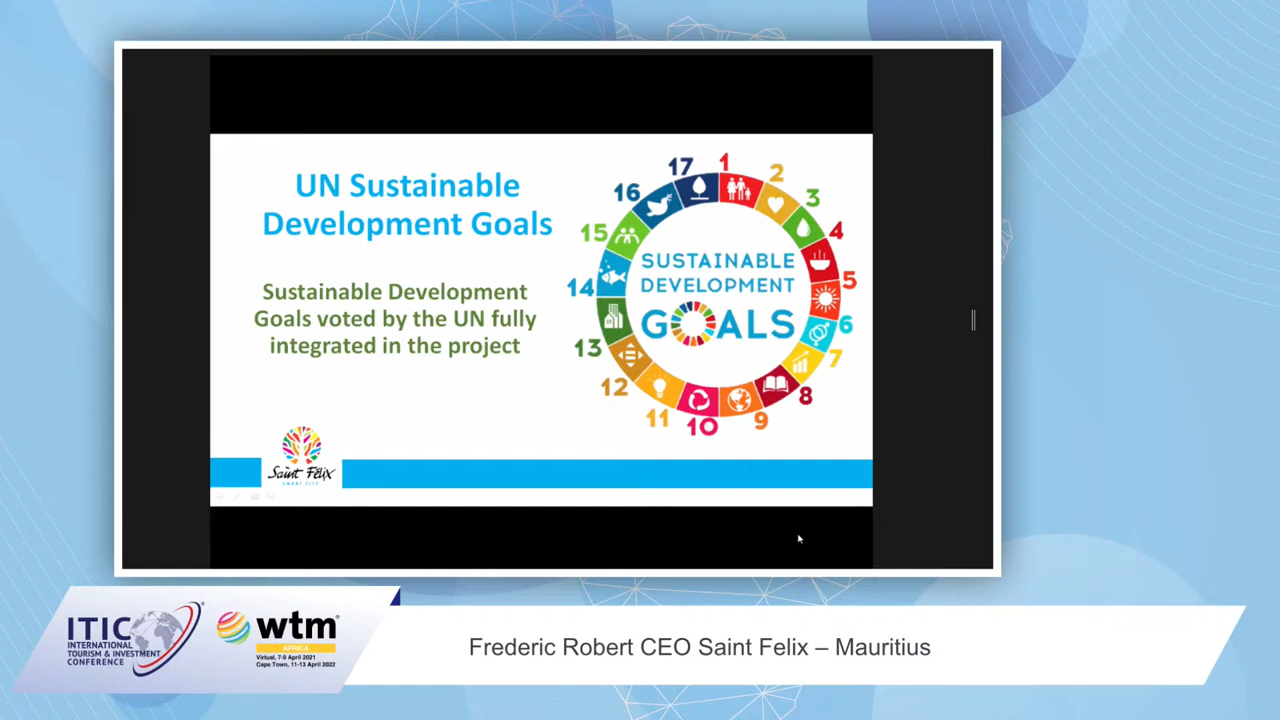 UN Sustainable
Development Goals
Sustainable Development
Goals voted by the UN fully
integrated in the project
17
1
2
16
3
15
4
14
5
6
13
7
12
8
11
10
9
SUSTAINABLE
DEVELOPMENT
GOALS
Saint Félix
SMART CITY
ITIC
INTERNATIONAL
TOURISM & INVESTMENT
CONFERENCE
wtm
AFRICA
Virtual, 7-9 April 2021
Cape Town, 11-13 April 2022
Frederic Robert CEO Saint Felix – Mauritius